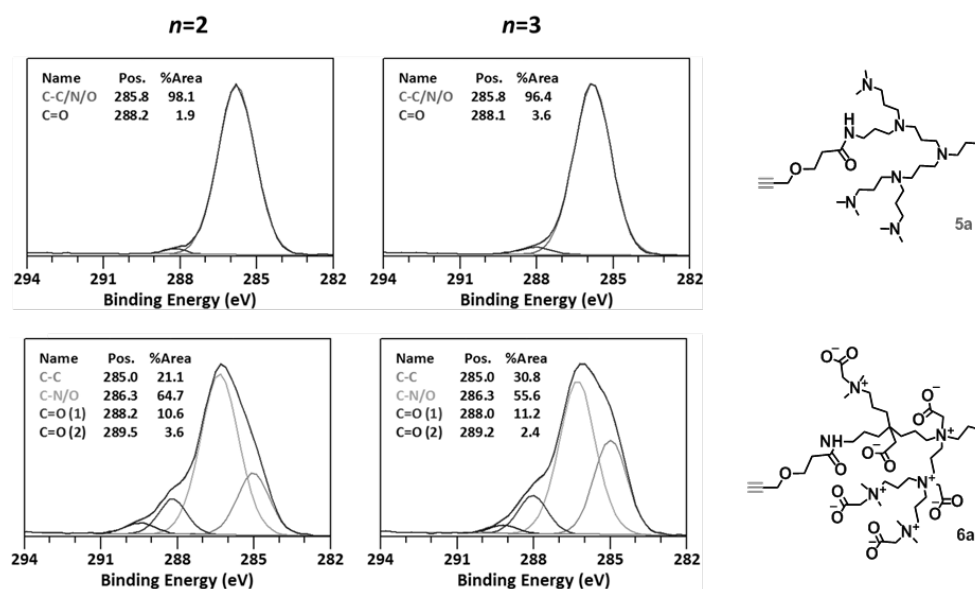 n=2
n=3
Name Pos. %Area
C-C/N/O 285.8 98.1
C=O 288.2 1.9
294 291 288 285 282
Binding Energy (eV)
Name Pos. %Area
C-C/N/O 285.8 96.4
C=O 288.1 3.6
294 291 288 285 282
Binding Energy (eV)
N
H
N
N
N
O
O
N
N
N
5a
Name Pos. %Area
C-C 285.0 21.1
C-N/O 286.3 64.7
C=O (1) 288.2 10.6
C=O (2) 289.5 3.6
294 291 288 285 282
Binding Energy (eV)
Name Pos. %Area
C-C 285.0 30.8
C-N/O 286.3 55.6
C=O (1) 288.0 11.2
C=O (2) 289.2 2.4
294 291 288 285 282
Binding Energy (eV)
O⁻ O
N⁺
O
⁻O
NH
O⁻ O
N⁺
O
O
O
⁻O
N⁺
N⁺
O
O⁻
O⁻
O
N⁺
6a